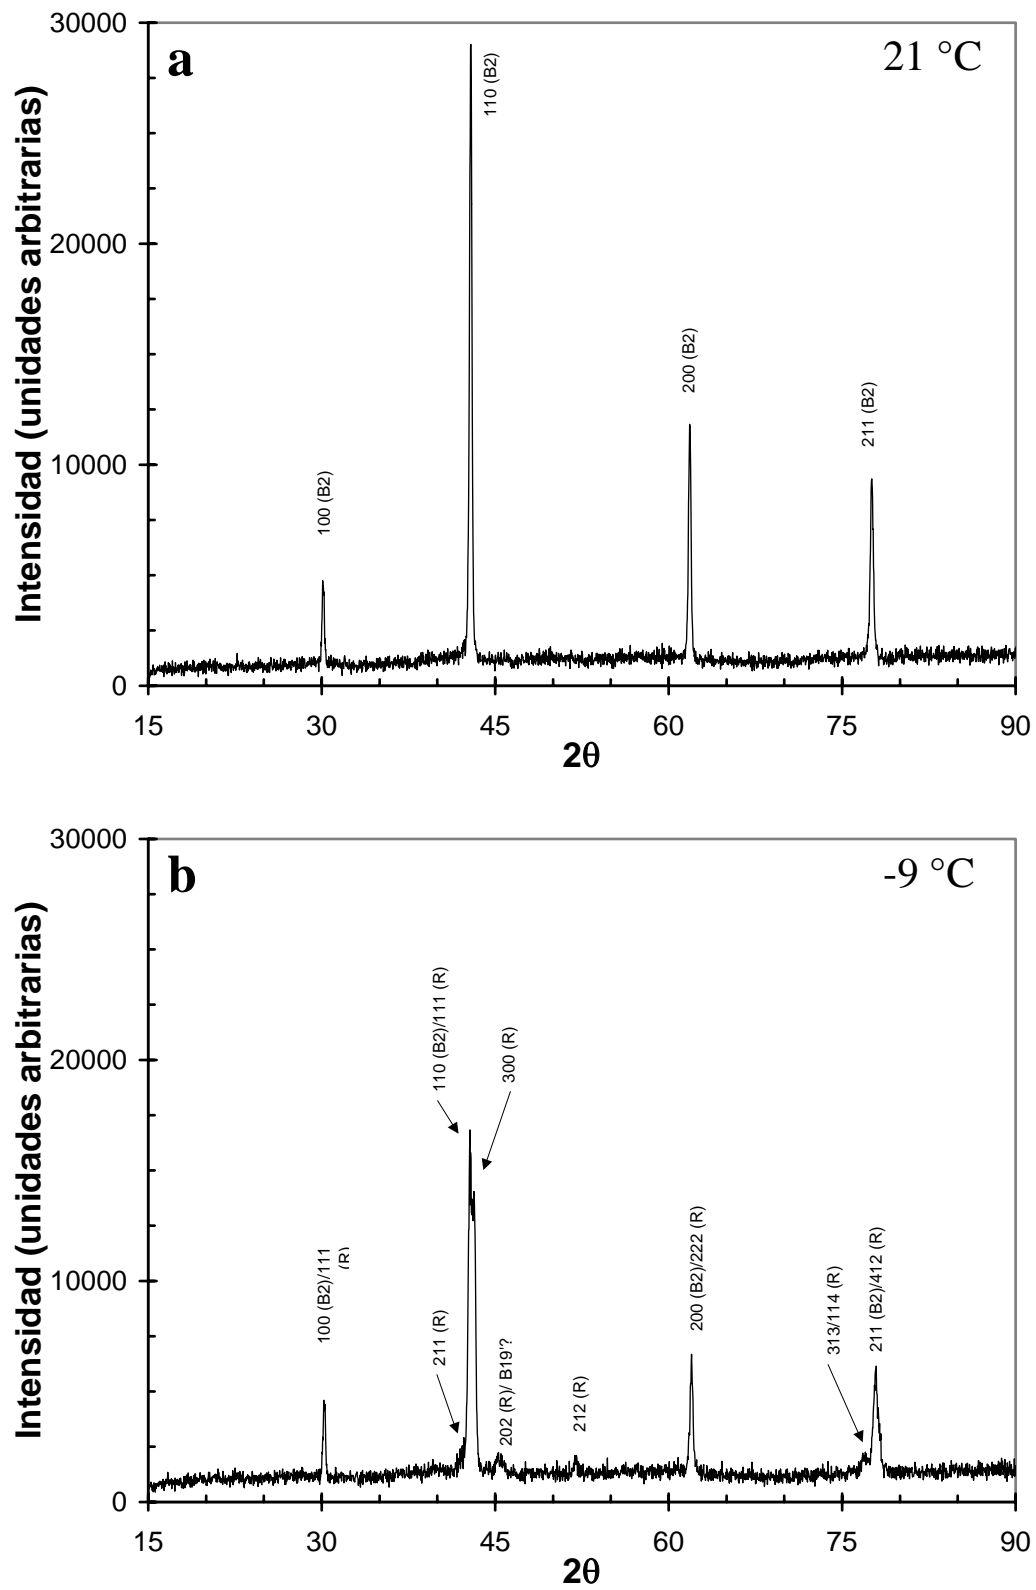 30000
a
21 °C
110 (B2)
20000
200 (B2)
211 (B2)
10000
100 (B2)
0
15
30
45
60
75
90
2θ
Intensidad (unidades arbitrarias)
30000
b
-9 °C
110 (B2)/111 (R)
300 (R)
20000
100 (B2)/111
(R)
200 (B2)/222 (R)
211 (B2)/412 (R)
313/114 (R)
10000
211 (R)
202 (R)/ B19'?
212 (R)
0
15
30
45
60
75
90
2θ
Intensidad (unidades arbitrarias)